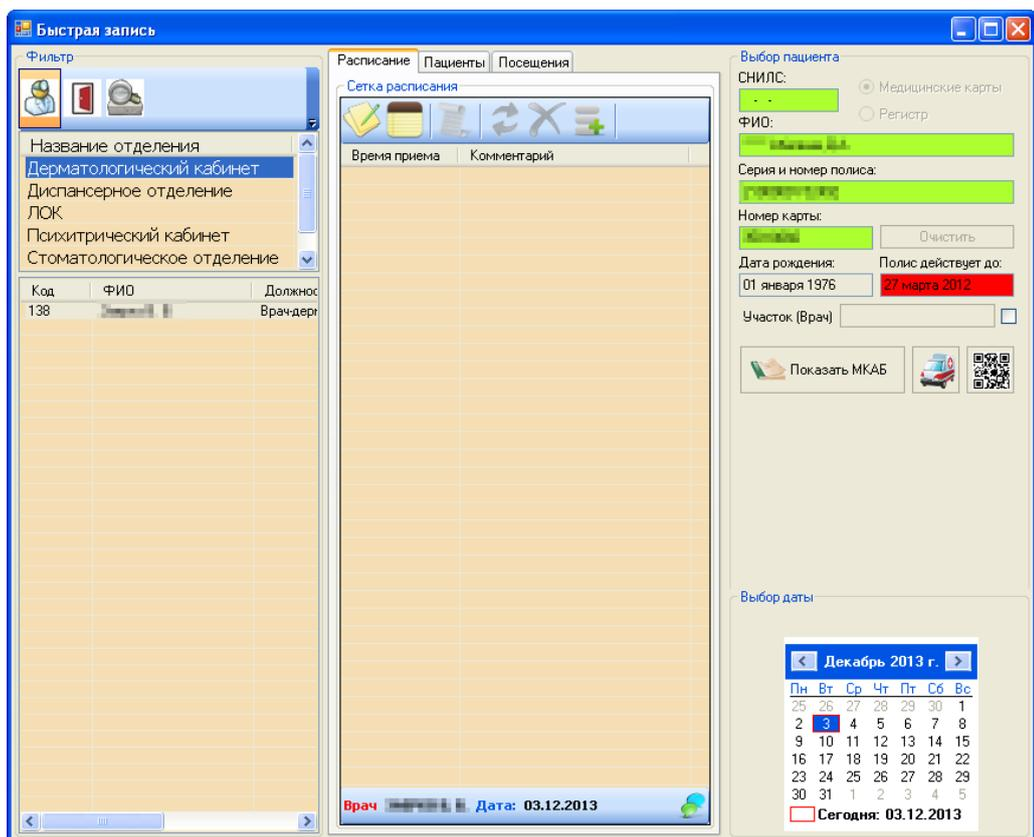 Быстрая запись
Фильтр
Название отделения
Дерматологический кабинет
Диспансерное отделение
ЛОК
Психитрический кабинет
Стоматологическое отделение
Код ФИО Должнос
138 Врач-дерм
Расписание Пациенты Посещения
Сетка расписания
Время приема Комментарий
Врач Дата: 03.12.2013
Выбор пациента
СНИЛС:
- -
Медицинские карты
Регистр
ФИО:
Серия и номер полиса:
Номер карты:
Очистить
Дата рождения: Полис действует до:
01 января 1976 27 марта 2012
Участок (Врач)
Показать МКАБ
Выбор даты
Декабрь 2013 г.
Пн Вт Ср Чт Пт Сб Вс
25 26 27 28 29 30 1
2 3 4 5 6 7 8
9 10 11 12 13 14 15
16 17 18 19 20 21 22
23 24 25 26 27 28 29
30 31 1 2 3 4 5
Сегодня: 03.12.2013